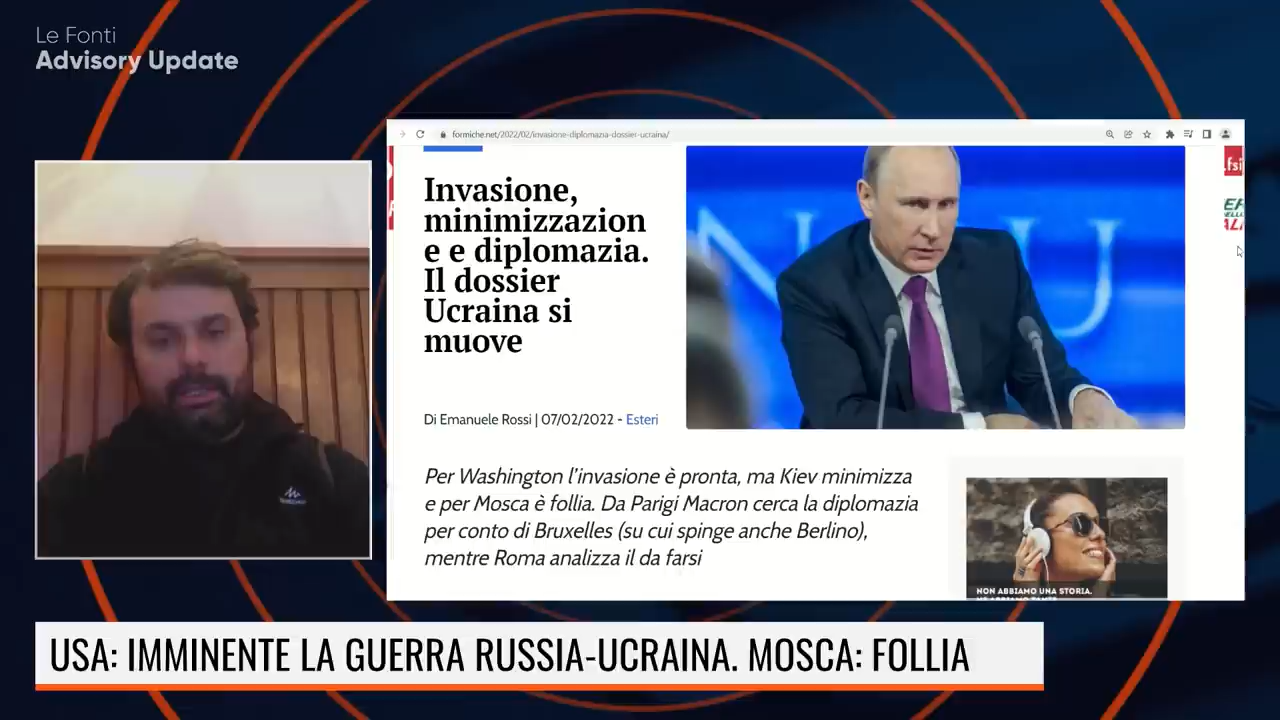 Le Fonti
Advisory Update
formiche.net/2022/02/invasione-diplomazia-dossier-ucraina/
Invasione,
minimizzazion
e e diplomazia.
Il dossier
Ucraina si
muove
Di Emanuele Rossi | 07/02/2022 - Esteri
Per Washington l'invasione è pronta, ma Kiev minimizza
e per Mosca è follia. Da Parigi Macron cerca la diplomazia
per conto di Bruxelles (su cui spinge anche Berlino),
mentre Roma analizza il da farsi
NON ABBIAMO UNA STORIA.
USA: IMMINENTE LA GUERRA RUSSIA-UCRAINA. MOSCA: FOLLIA